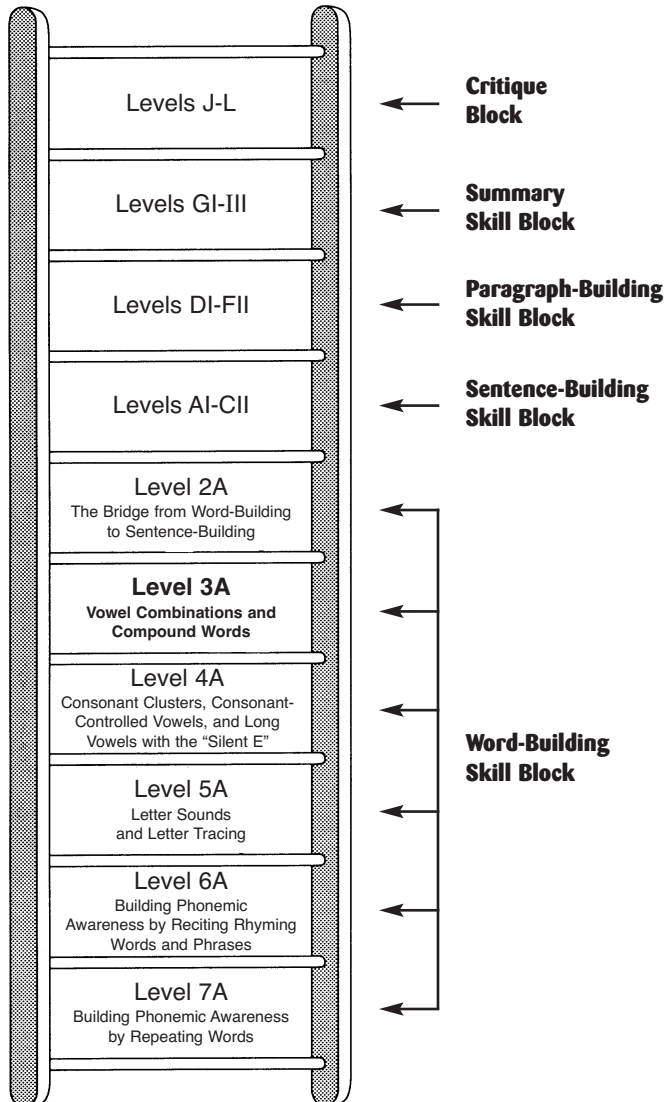 Levels J-L
Critique
Block
Levels GI-III
Summary
Skill Block
Levels DI-FII
Paragraph-Building
Skill Block
Levels AI-CII
Sentence-Building
Skill Block
Level 2A
The Bridge from Word-Building
to Sentence-Building
Level 3A
Vowel Combinations and
Compound Words
Level 4A
Consonant Clusters, Consonant-
Controlled Vowels, and Long
Vowels with the “Silent E”
Word-Building
Skill Block
Level 5A
Letter Sounds
and Letter Tracing
Level 6A
Building Phonemic
Awareness by Reciting Rhyming
Words and Phrases
Level 7A
Building Phonemic Awareness
by Repeating Words